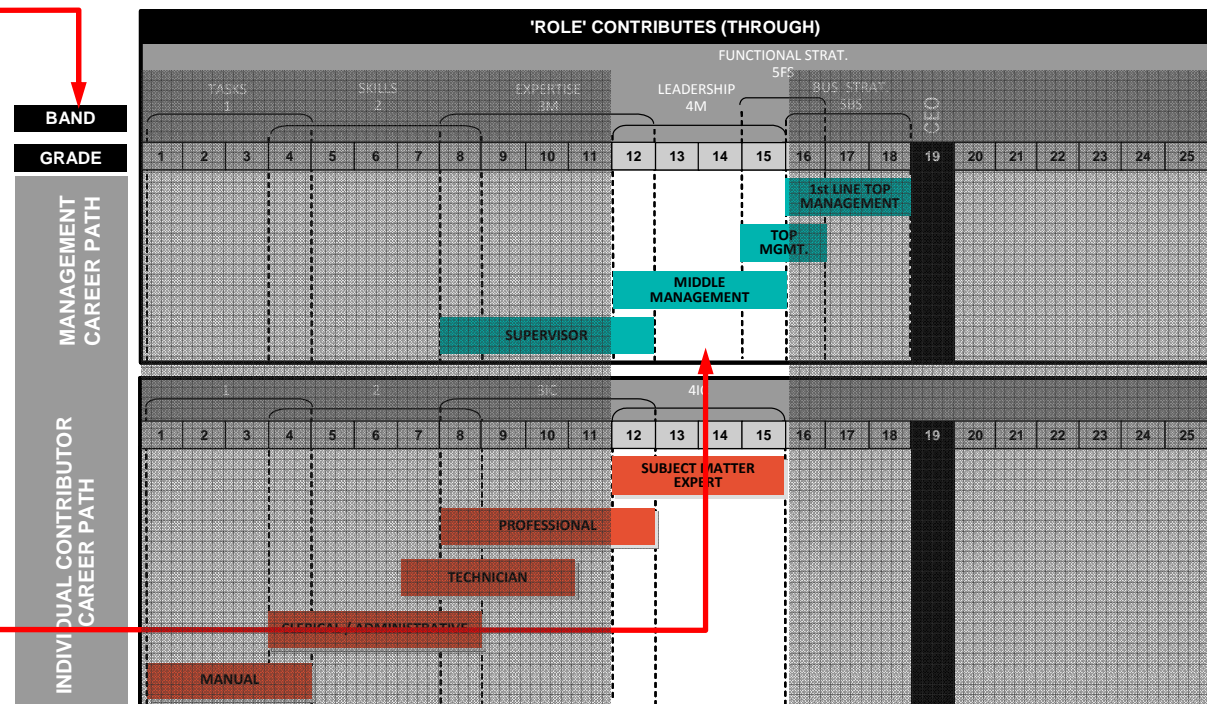 'ROLE' CONTRIBUTES (THROUGH)
FUNCTIONAL STRAT.
5FS
TASKS
1
SKILLS
2
EXPERTISE
3M
LEADERSHIP
4M
BUS. STRAT.
5BS
CEO
BAND
GRADE
1 2 3 4 5 6 7 8 9 10 11 12 13 14 15 16 17 18 19 20 21 22 23 24 25
MANAGEMENT
CAREER PATH
1st LINE TOP
MANAGEMENT
TOP
MGMT.
MIDDLE
MANAGEMENT
SUPERVISOR
1 2 3IC 4IC
1 2 3 4 5 6 7 8 9 10 11 12 13 14 15 16 17 18 19 20 21 22 23 24 25
INDIVIDUAL CONTRIBUTOR
CAREER PATH
SUBJECT MATTER
EXPERT
PROFESSIONAL
TECHNICIAN
CLERICAL / ADMINISTRATIVE
MANUAL